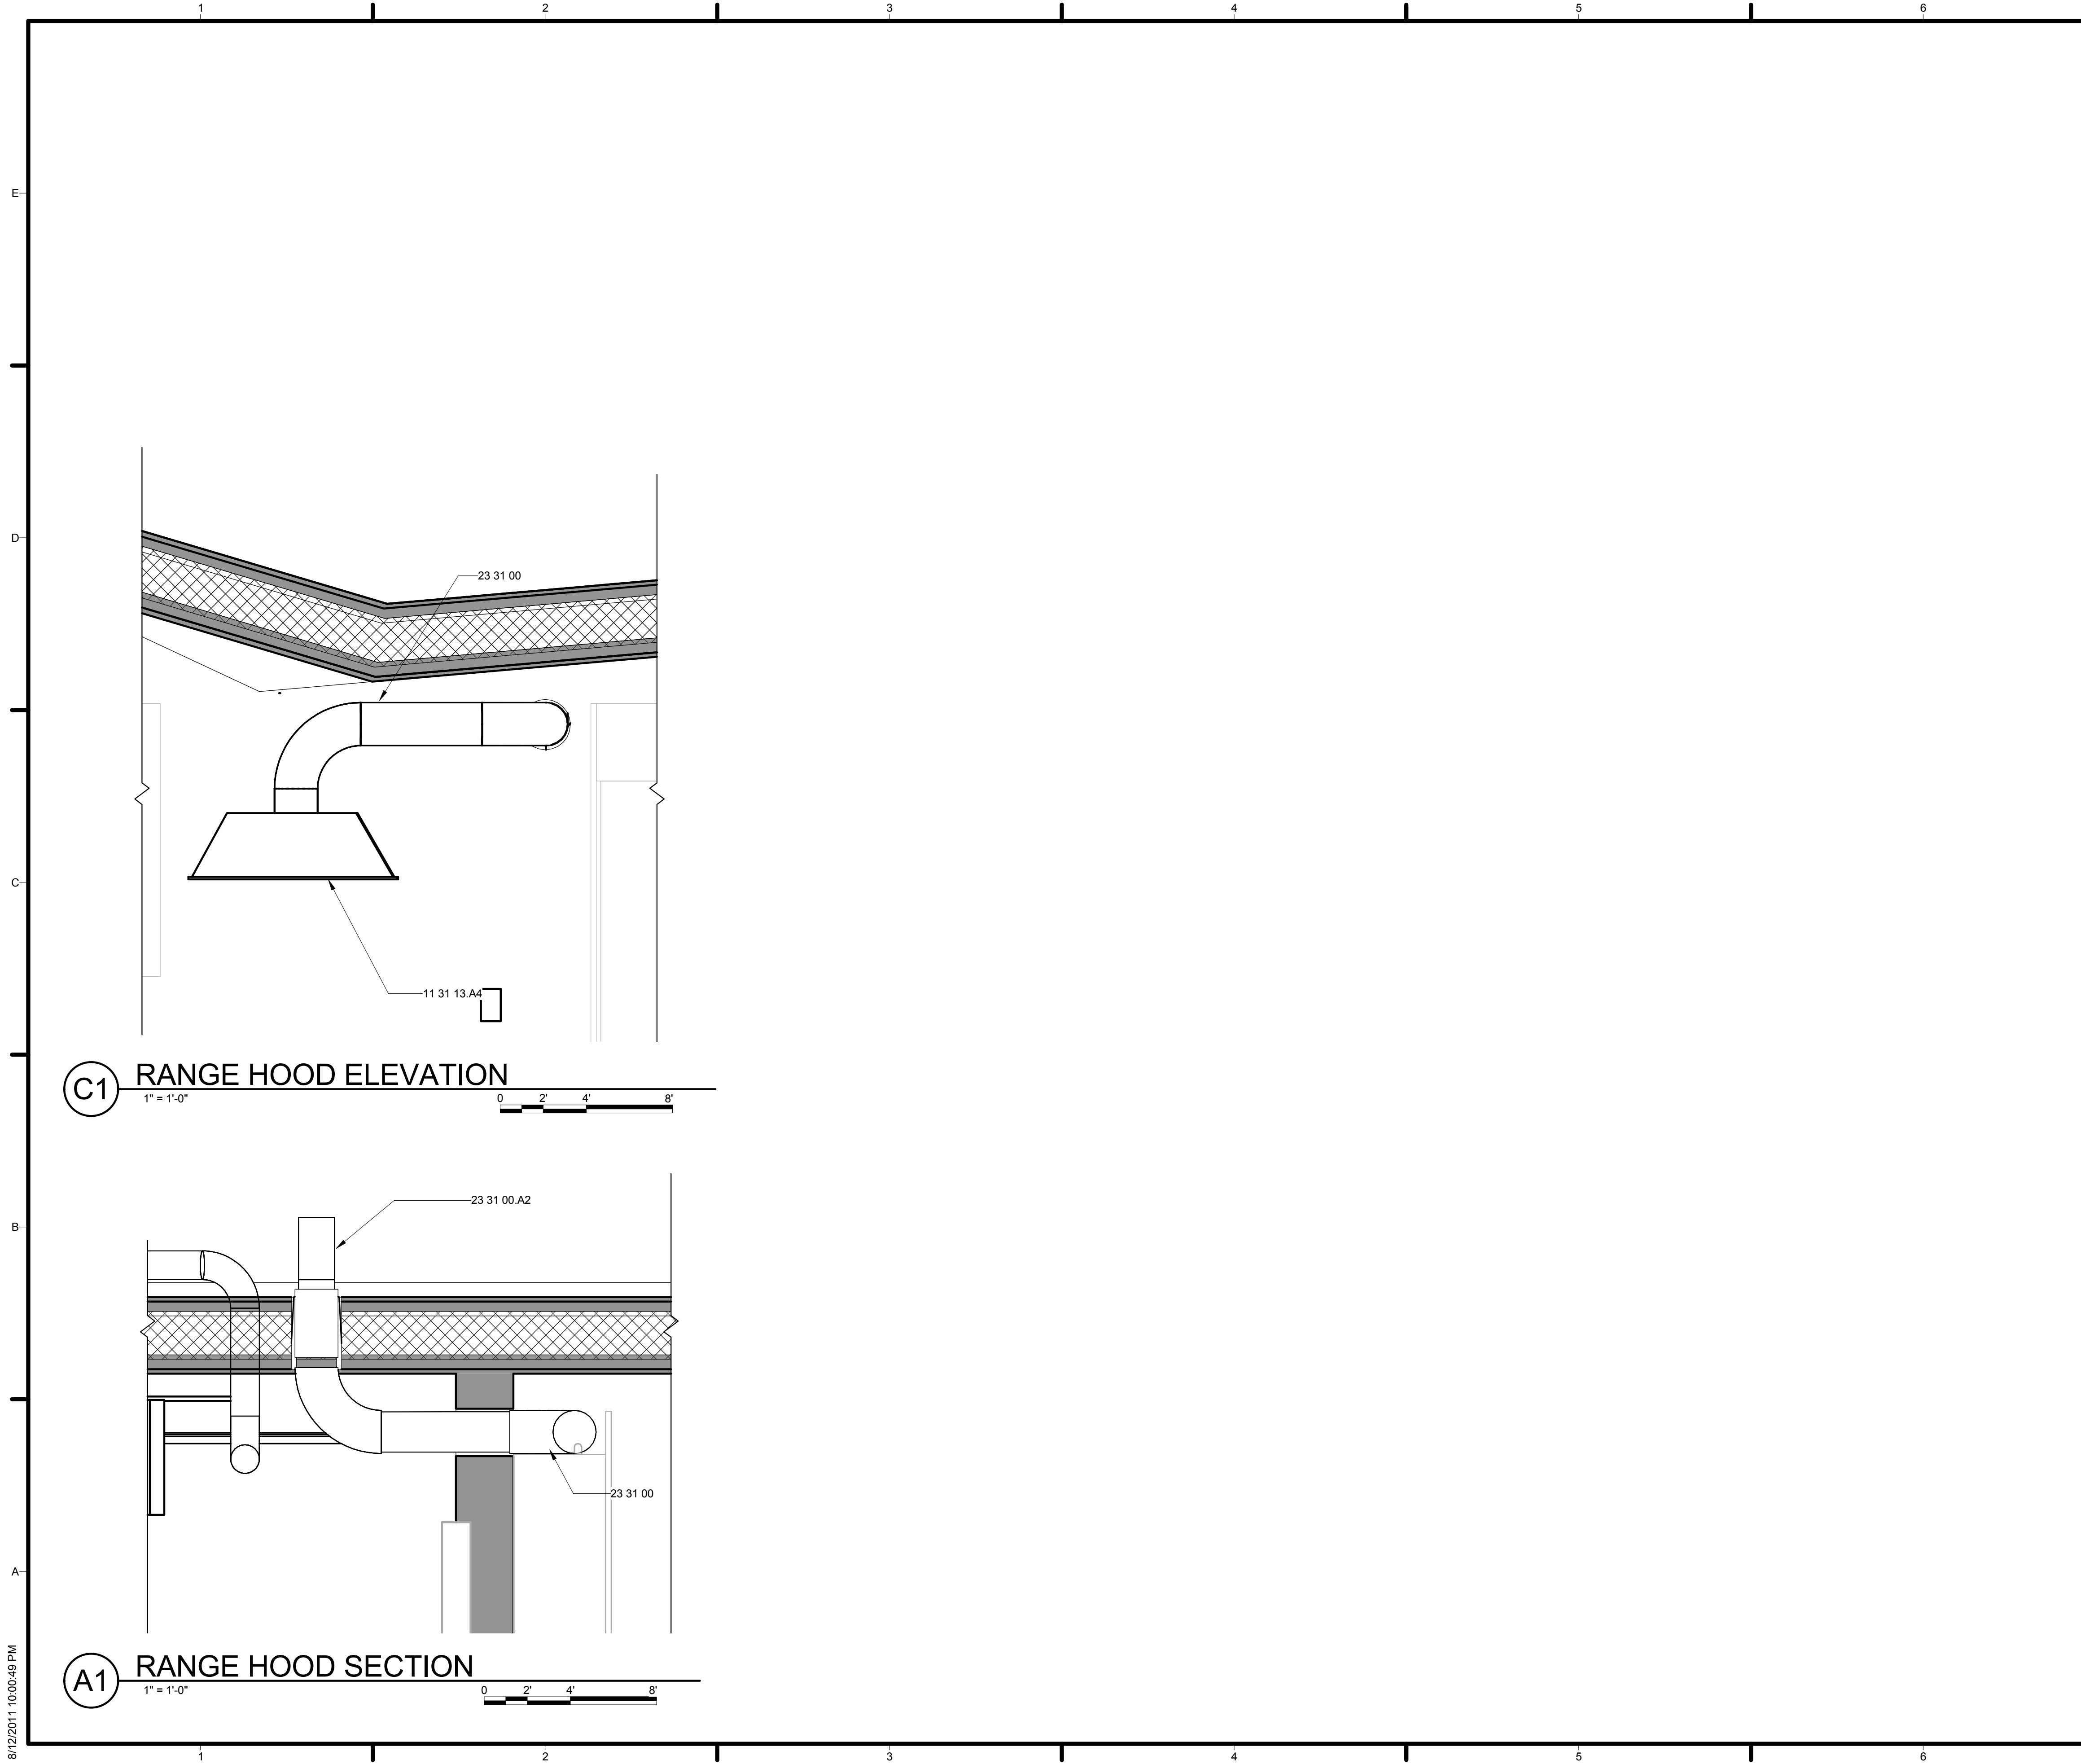 1 2 3 4 5 6
E
D
23 31 00
C
11 31 13.A4
C1 RANGE HOOD ELEVATION
1" = 1'-0"
0 2' 4' 8'
23 31 00.A2
B
23 31 00
A
A1 RANGE HOOD SECTION
1" = 1'-0"
0 2' 4' 8'
8/12/2011 10:00:49 PM
1 2 3 4 5 6